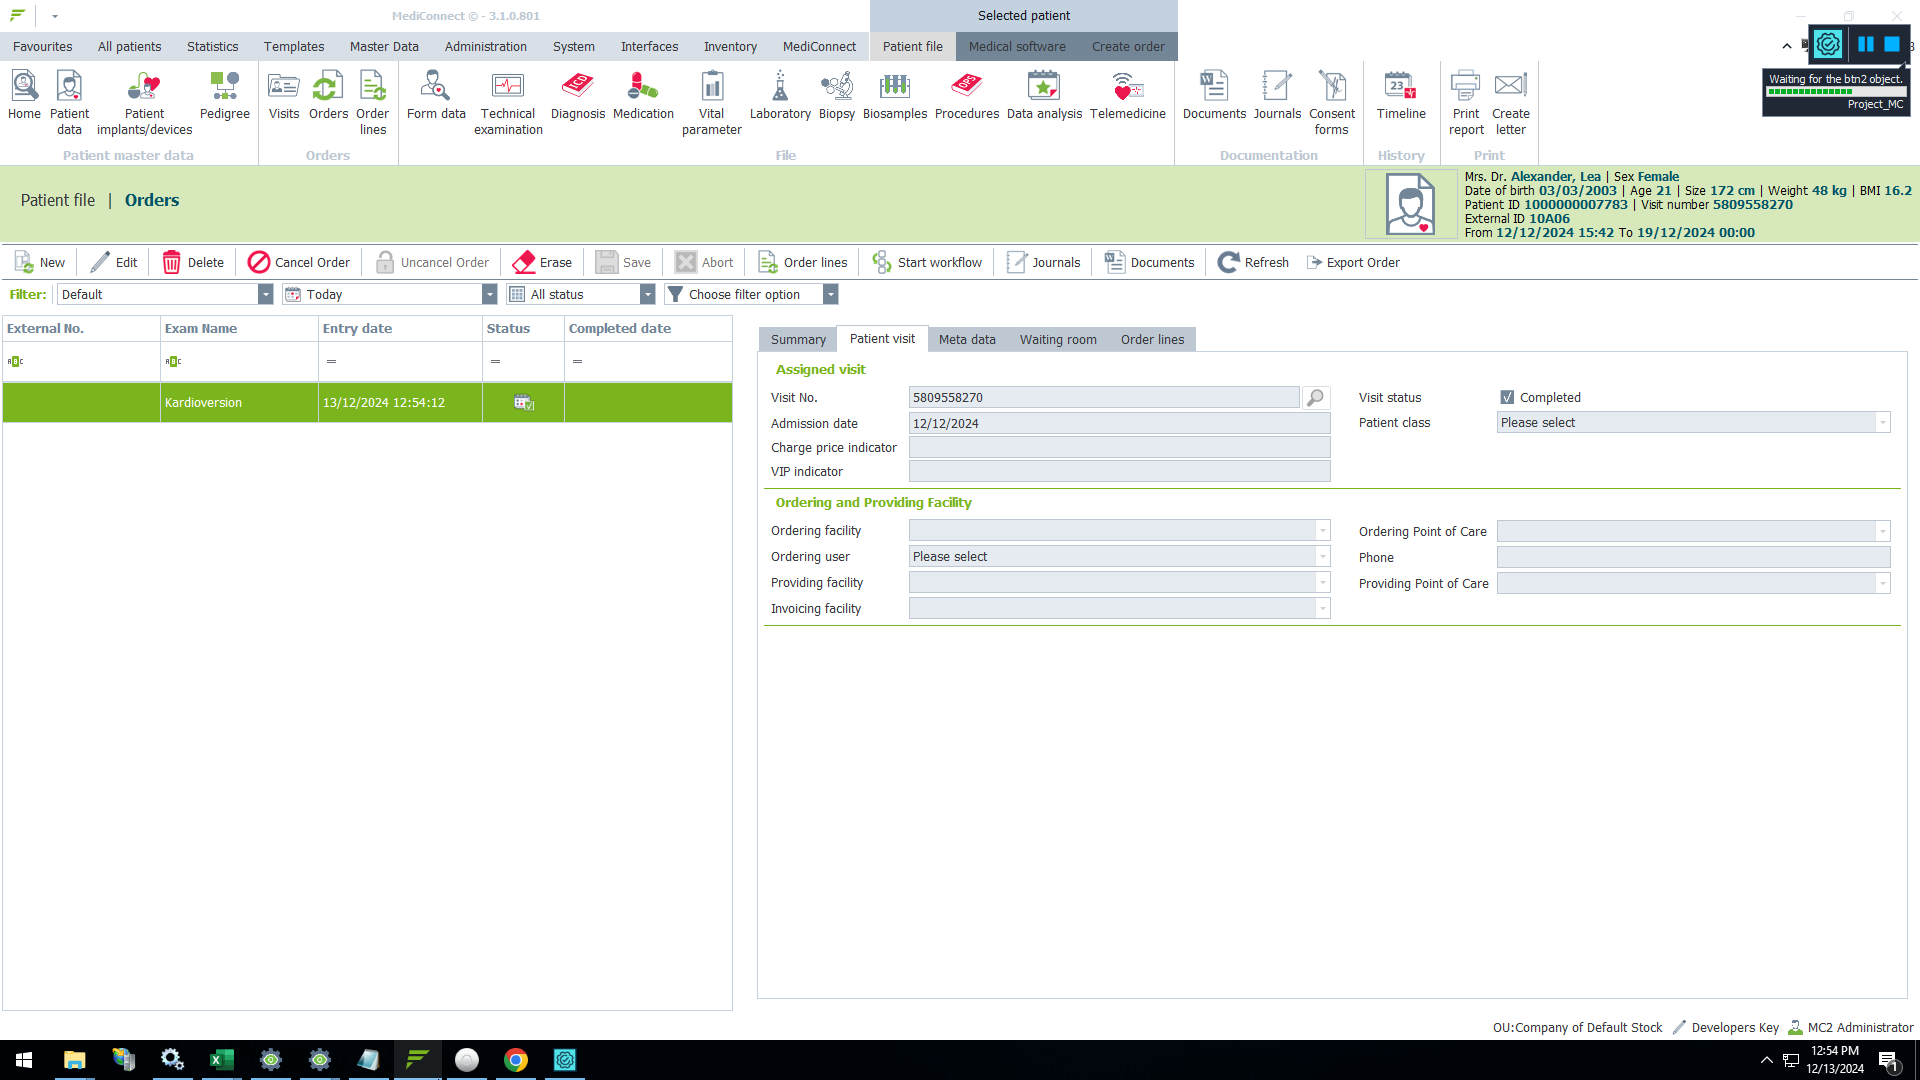 MediConnect © - 3.1.0.801
Selected patient
Favourites All patients Statistics Templates Master Data Administration System Interfaces Inventory MediConnect Patient file Medical software Create order
Waiting for the btn2 object.
Project_MC
Home
Patient data
Patient implants/devices
Pedigree
Visits
Orders
Order lines
Form data
Technical examination
Diagnosis
Medication
Vital parameter
Laboratory
Biopsy
Biosamples
Procedures
Data analysis
Telemedicine
Documents
Journals
Consent forms
23
Timeline
Print report
Create letter
Patient master data
Orders
File
Documentation
History
Print
Patient file | Orders
Mrs. Dr. Alexander, Lea | Sex Female
Date of birth 03/03/2003 | Age 21 | Size 172 cm | Weight 48 kg | BMI 16.2
Patient ID 1000000007783 | Visit number 5809558270
External ID 10A06
From 12/12/2024 15:42 To 19/12/2024 00:00
New Edit Delete Cancel Order Uncancel Order Erase Save Abort Order lines Start workflow Journals Documents Refresh Export Order
Filter: Default Today All status Choose filter option
External No. Exam Name Entry date Status Completed date
ABC ABC = = =
Kardioversion 13/12/2024 12:54:12
Summary Patient visit Meta data Waiting room Order lines
Assigned visit
Visit No. 5809558270 Visit status Completed
Admission date 12/12/2024 Patient class Please select
Charge price indicator
VIP indicator
Ordering and Providing Facility
Ordering facility Ordering Point of Care
Ordering user Please select Phone
Providing facility Providing Point of Care
Invoicing facility
OU:Company of Default Stock Developers Key MC2 Administrator
12:54 PM
12/13/2024
1